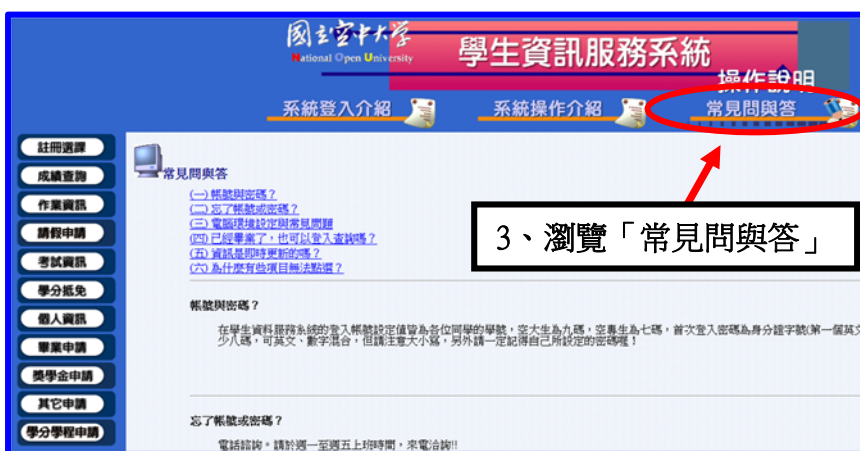 國立空中大學
National Open University
學生資訊服務系統
操作說明
系統登入介紹
系統操作介紹
常見問與答
註冊選課
成績查詢
作業資訊
請假申請
考試資訊
學分抵免
個人資訊
畢業申請
獎學金申請
其它申請
學分學程申請
常見問與答
(一) 帳號與密碼？
(二) 忘了帳號或密碼？
(三) 電腦環境設定與常見問題
(四) 已經畢業了，也可以登入查詢嗎？
(五) 資訊是即時更新的嗎？
(六) 為什麼有些項目無法點選？
3、瀏覽「常見問與答」
帳號與密碼？
在學生資料服務系統的登入帳號設定值皆為各位同學的學號，空大生為九碼，空專生為七碼，首次登入密碼為身分證字號(第一個英文
少八碼，可英文、數字混合，但請注意大小寫，另外請一定記得自己所設定的密碼喔！
忘了帳號或密碼？
電話諮詢。請於週一至週五上班時間，來電洽詢!!